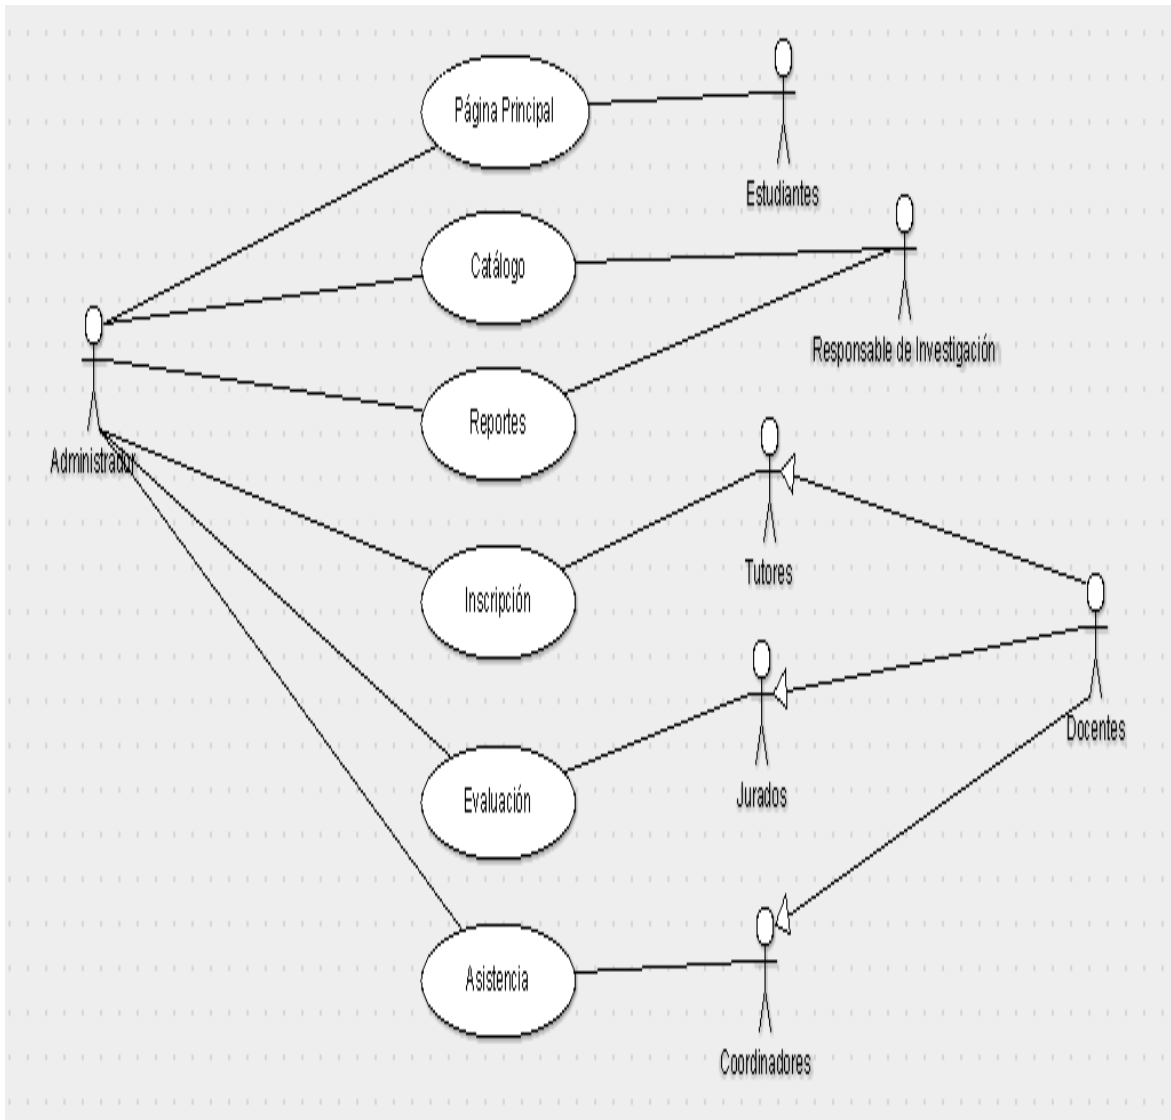 Página Principal
Estudiantes
Catálogo
Responsable de Investigación
Administrador
Reportes
Tutores
Inscripción
Docentes
Jurados
Evaluación
Asistencia
Coordinadores